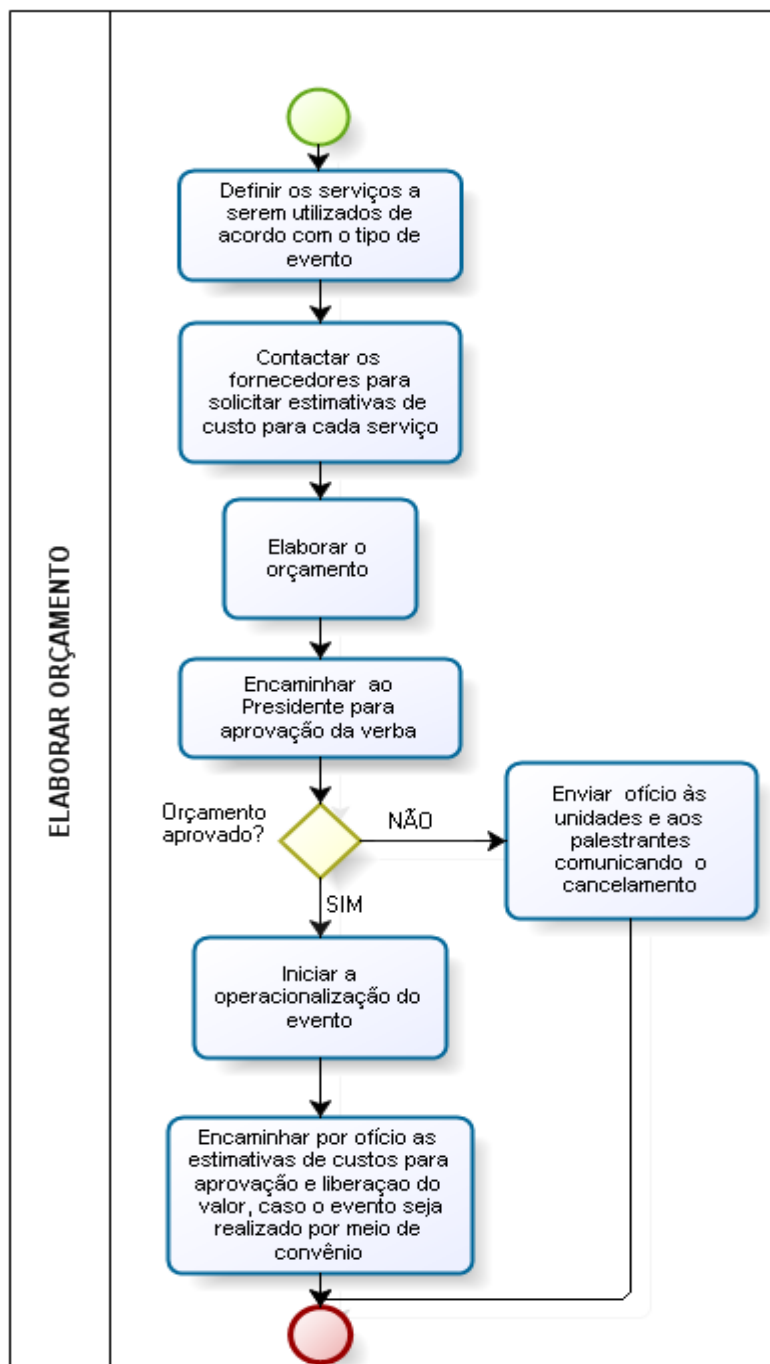 ELABORAR ORÇAMENTO
Definir os serviços a
serem utilizados de
acordo com o tipo de
evento
Contactar os
fornecedores para
solicitar estimativas de
custo para cada serviço
Elaborar o
orçamento
Encaminhar ao
Presidente para
aprovação da verba
Orçamento
aprovado?
NÃO
Enviar ofício às
unidades e aos
palestrantes
comunicando o
cancelamento
SIM
Iniciar a
operacionalização do
evento
Encaminhar por ofício as
estimativas de custos para
aprovação e liberaçao do
valor, caso o evento seja
realizado por meio de
convênio